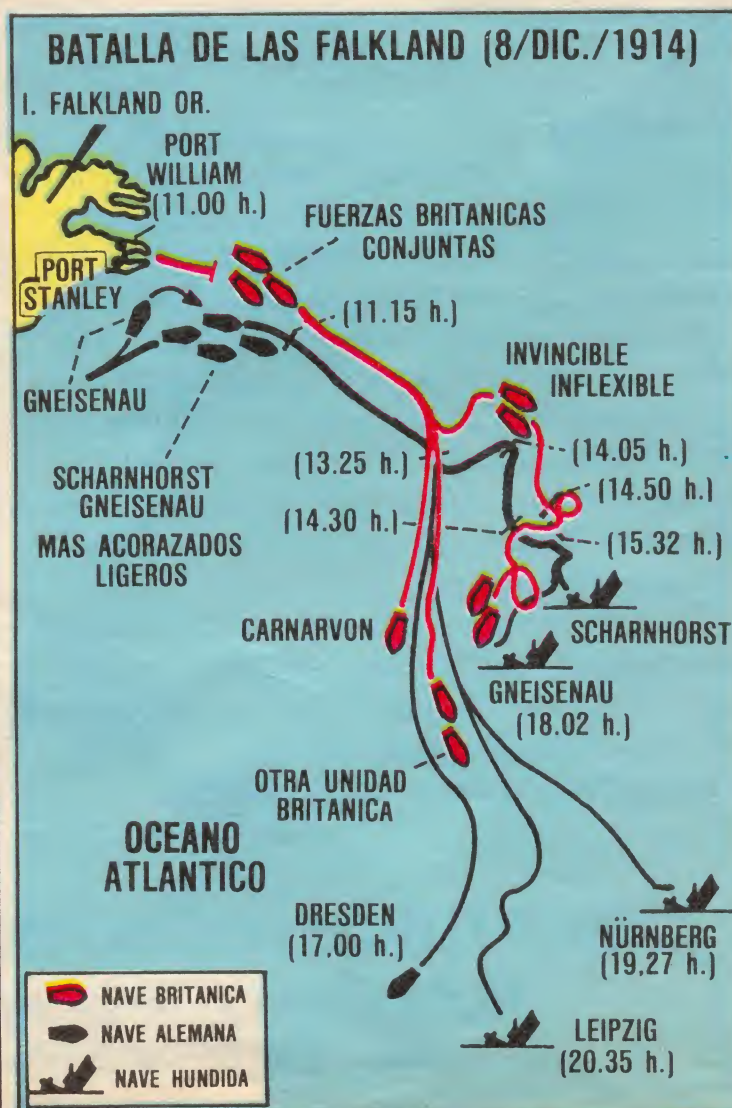 BATALLA DE LAS FALKLAND (8/DIC./1914)
I. FALKLAND OR.
PORT
WILLIAM
(11.00 h.)
FUERZAS BRITANICAS
CONJUNTAS
PORT
STANLEY
(11.15 h.)
GNEISENAU
INVINCIBLE
INFLEXIBLE
SCHARNHORST
GNEISENAU
MAS ACORAZADOS
LIGEROS
(13.25 h.)
(14.05 h.)
(14.50 h.)
(14.30 h.)
(15.32 h.)
CARNARVON
SCHARNHORST
GNEISENAU
(18.02 h.)
OTRA UNIDAD
BRITANICA
OCEANO
ATLANTICO
DRESDEN
(17,00 h.)
NÜRNBERG
(19,27 h.)
LEIPZIG
(20.35 h.)
NAVE BRITANICA
NAVE ALEMANA
NAVE HUNDIDA